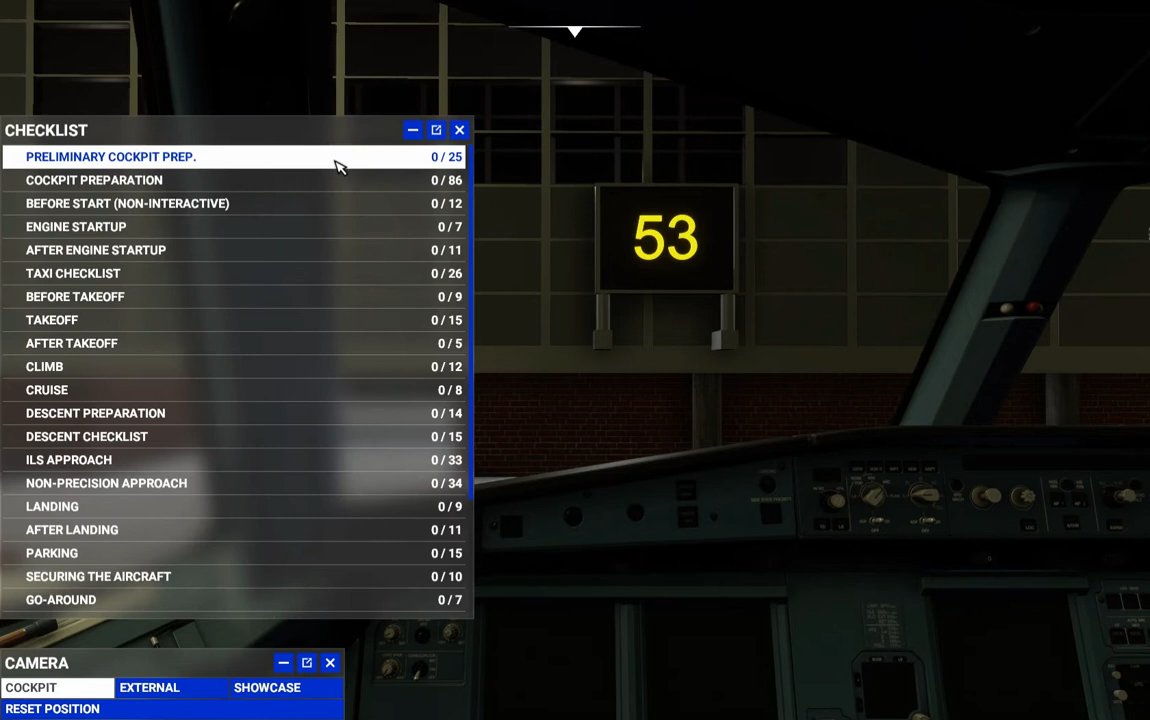 CHECKLIST
PRELIMINARY COCKPIT PREP. 0 / 25
COCKPIT PREPARATION 0 / 86
BEFORE START (NON-INTERACTIVE) 0 / 12
ENGINE STARTUP 0 / 7
AFTER ENGINE STARTUP 0 / 11
TAXI CHECKLIST 0 / 26
BEFORE TAKEOFF 0 / 9
TAKEOFF 0 / 15
AFTER TAKEOFF 0 / 5
CLIMB 0 / 12
CRUISE 0 / 8
DESCENT PREPARATION 0 / 14
DESCENT CHECKLIST 0 / 15
ILS APPROACH 0 / 33
NON-PRECISION APPROACH 0 / 34
LANDING 0 / 9
AFTER LANDING 0 / 11
PARKING 0 / 15
SECURING THE AIRCRAFT 0 / 10
GO-AROUND 0 / 7
53
CAMERA
COCKPIT EXTERNAL SHOWCASE
RESET POSITION